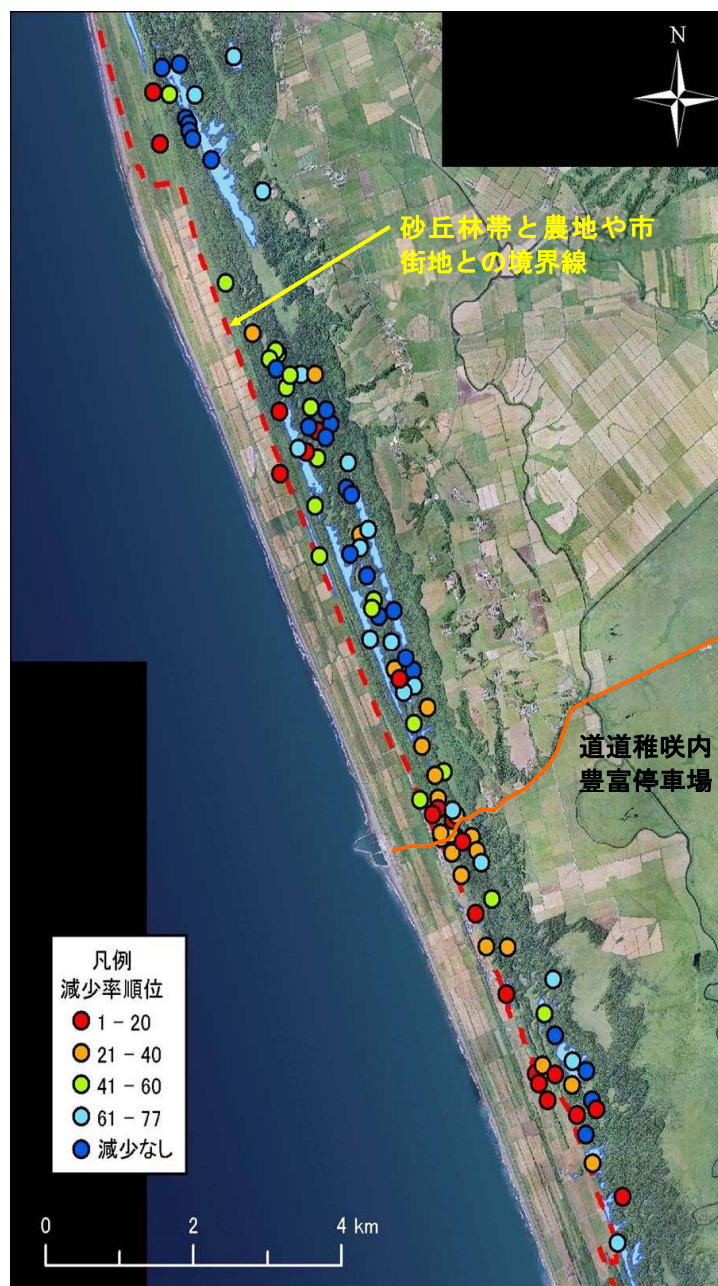 N
砂丘林帯と農地や市
街地との境界線
道道稚咲内
豊富停車場
凡例
減少率順位
1 - 20
21 - 40
41 - 60
61 - 77
減少なし
0 2 4 km